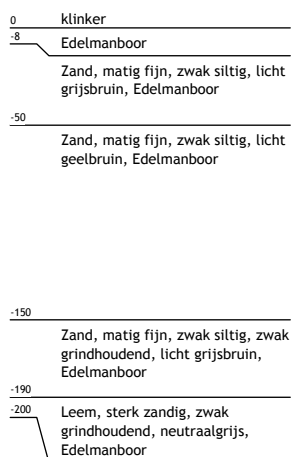 0 klinker
-8 Edelmanboor
Zand, matig fijn, zwak siltig, licht
grijsbruin, Edelmanboor
-50
Zand, matig fijn, zwak siltig, licht
geelbruin, Edelmanboor
-150
Zand, matig fijn, zwak siltig, zwak
grindhoudend, licht grijsbruin,
Edelmanboor
-190
-200 Leem, sterk zandig, zwak
grindhoudend, neutraalgrijs,
Edelmanboor